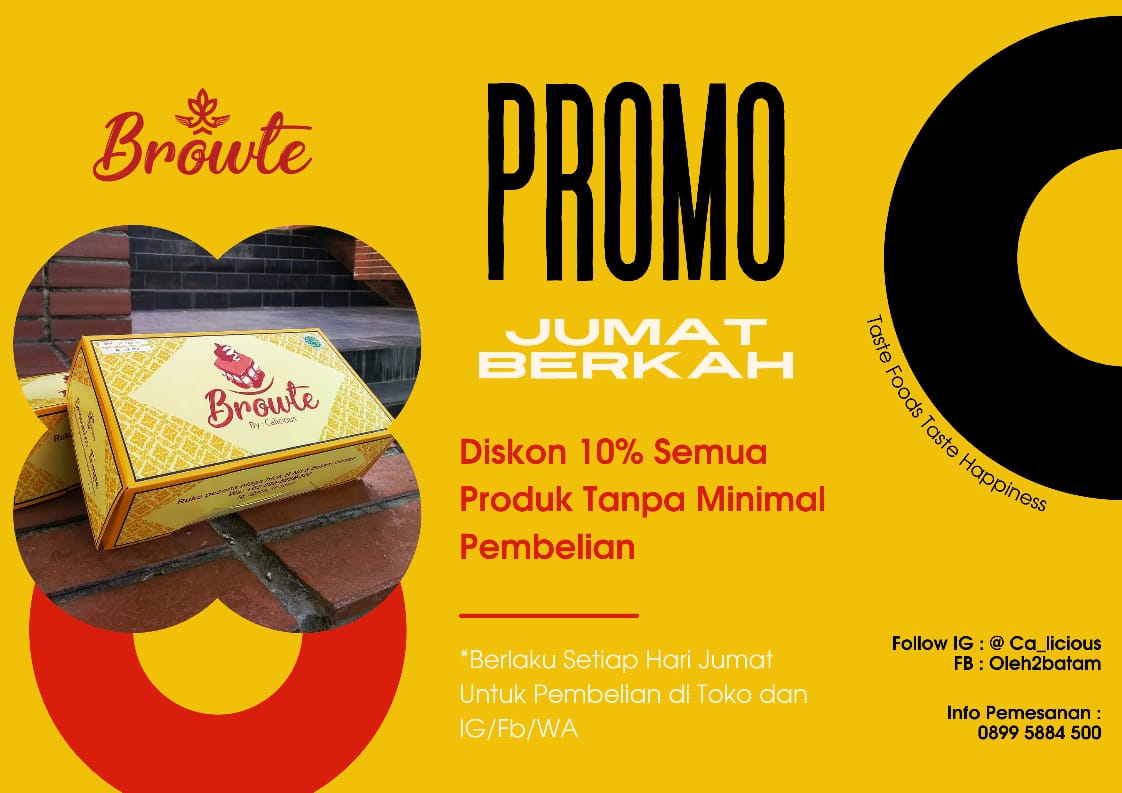 Browte
PROMO
JUMAT
BERKAH
Diskon 10% Semua
Produk Tanpa Minimal
Pembelian
*Berlaku Setiap Hari Jumat
Untuk Pembelian di Toko dan
IG/Fb/WA
Taste Foods Taste Happiness
Follow IG : @ Ca_licious
FB : Oleh2batam
Info Pemesanan :
0899 5884 500
Browte
By : Calicious